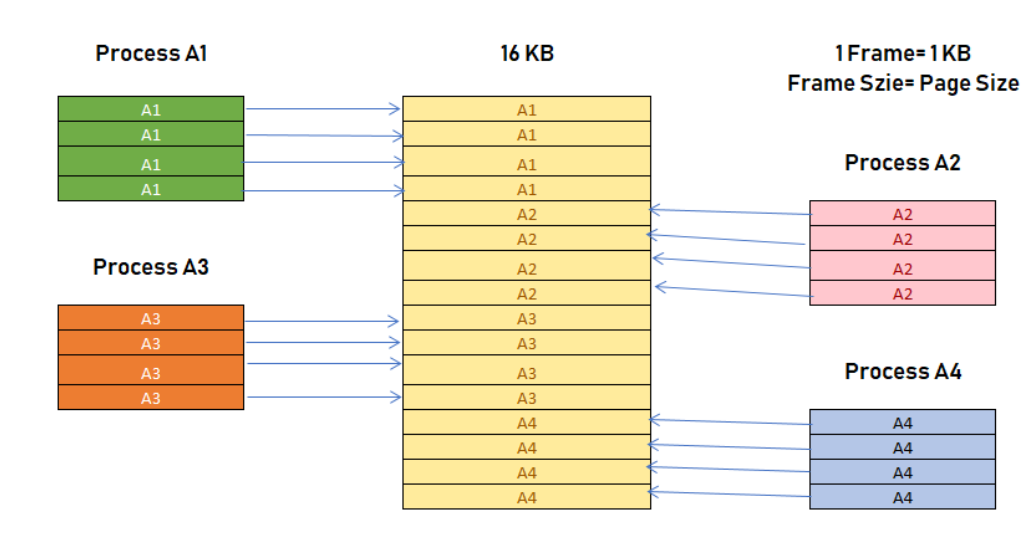 Process A1
16 KB
1 Frame= 1 KB
Frame Szie= Page Size
A1
A1
A1
A1
A1
A1
A1
A1
Process A2
A2
A2
A2
A2
A2
A2
A2
A2
Process A3
A3
A3
A3
A3
A3
A3
A3
A3
Process A4
A4
A4
A4
A4
A4
A4
A4
A4